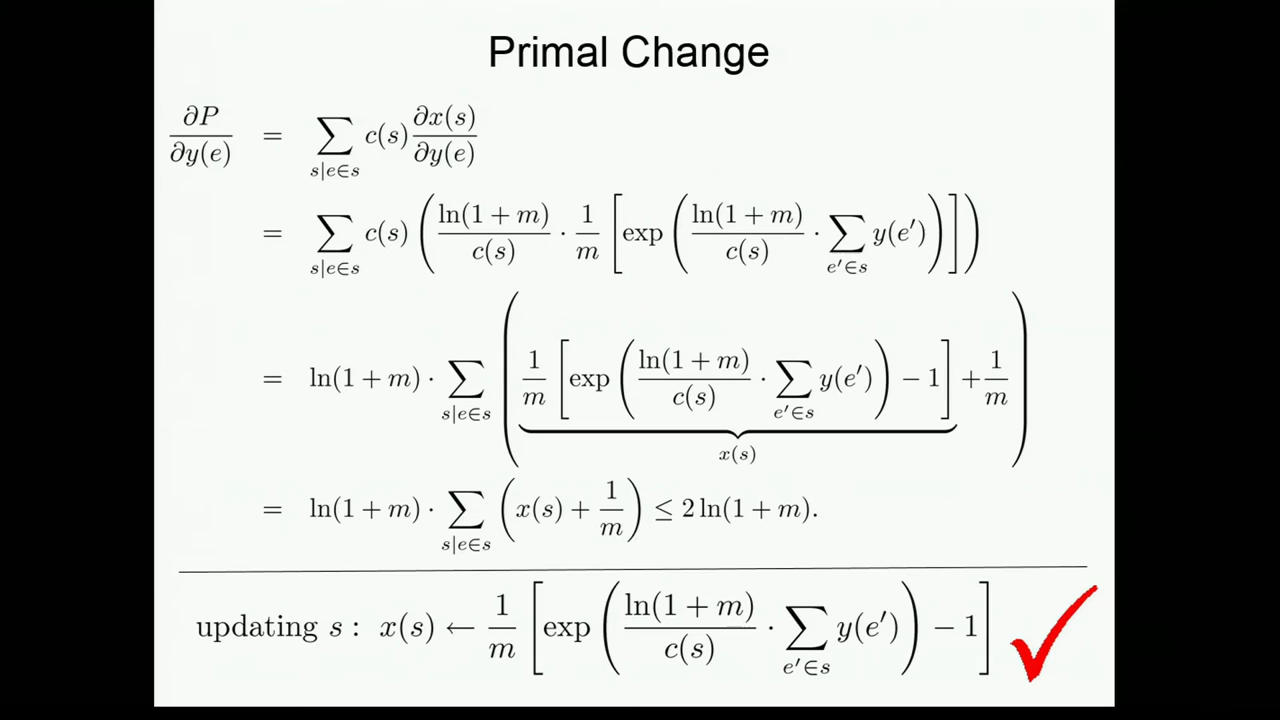 Primal Change
∂P/∂y(e) = ∑_{s|e∈s} c(s) ∂x(s)/∂y(e)
= ∑_{s|e∈s} c(s) ( ln(1 + m)/c(s) · 1/m [ exp ( ln(1 + m)/c(s) · ∑_{e′∈s} y(e′) ) ] )
= ln(1 + m) · ∑_{s|e∈s} ( 1/m [ exp ( ln(1 + m)/c(s) · ∑_{e′∈s} y(e′) ) − 1 ] + 1/m )
x(s)
= ln(1 + m) · ∑_{s|e∈s} ( x(s) + 1/m ) ≤ 2 ln(1 + m).
updating s : x(s) ← 1/m [ exp ( ln(1 + m)/c(s) · ∑_{e′∈s} y(e′) ) − 1 ]